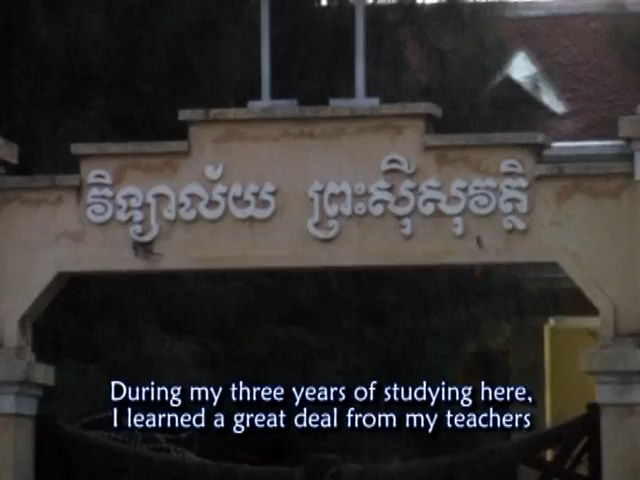 វិទ្យាល័យ ព្រះស៊ីសុវត្ថិ
During my three years of studying here,
I learned a great deal from my teachers